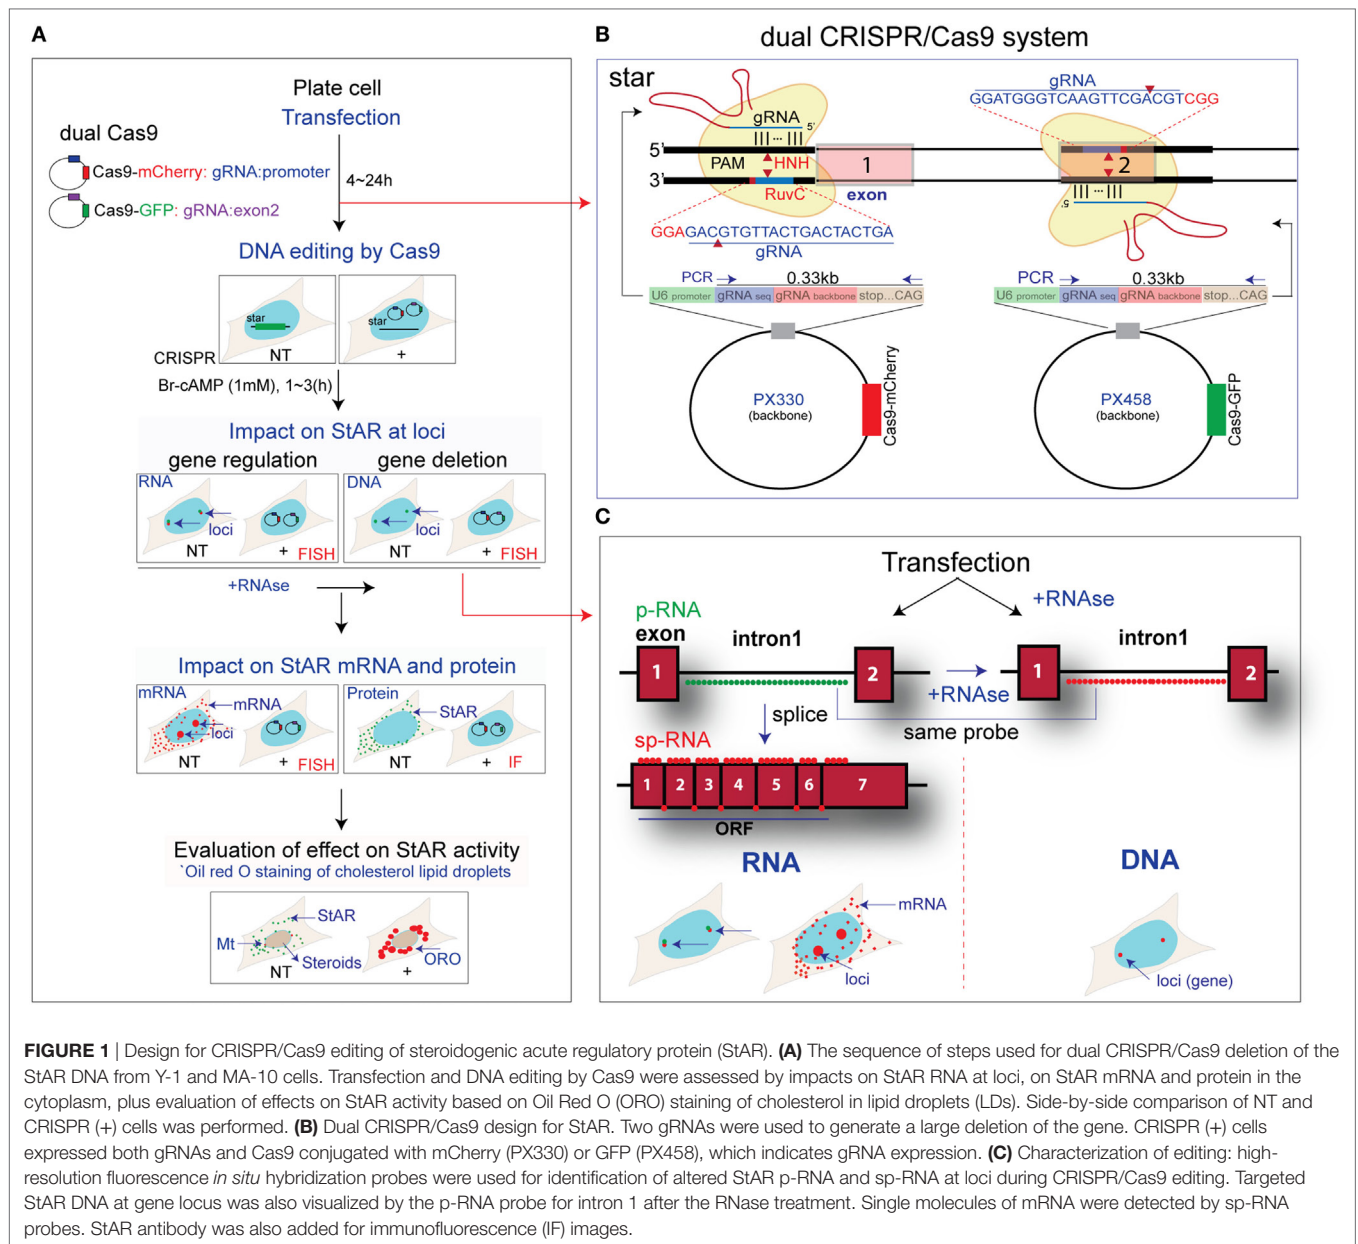 A
Plate cell
Transfection
dual Cas9
Cas9-mCherry: gRNA:promoter
Cas9-GFP: gRNA:exon2
4~24h
DNA editing by Cas9
star
NT
star
+
CRISPR
Br-cAMP (1mM), 1~3(h)
Impact on StAR at loci
gene regulation
gene deletion
RNA
loci
NT
+
FISH
DNA
loci
NT
+
FISH
+RNAse
Impact on StAR mRNA and protein
mRNA
mRNA
loci
NT
+
FISH
Protein
StAR
NT
+
IF
Evaluation of effect on StAR activity
`Oil red O staining of cholesterol lipid droplets
StAR
Mt
Steroids
NT
ORO
+
B
dual CRISPR/Cas9 system
star
gRNA
5'
gRNA
GGATGGGTCAAGTTCGACGTCGG
5'
PAM
HNH
1
2
3'
RuvC
exon
5'
GGAGACGTGTTACTGACTACTGA
gRNA
PCR
0.33kb
U6 promoter
gRNA seq
gRNA backbone
stop...CAG
PCR
0.33kb
U6 promoter
gRNA seq
gRNA backbone
stop...CAG
PX330
(backbone)
Cas9-mCherry
PX458
(backbone)
Cas9-GFP
C
Transfection
+RNAse
p-RNA
exon
intron1
intron1
1
2
+RNAse
1
2
splice
same probe
sp-RNA
1 2 3 4 5 6 7
ORF
RNA
DNA
mRNA
loci
loci (gene)
FIGURE 1 | Design for CRISPR/Cas9 editing of steroidogenic acute regulatory protein (StAR). (A) The sequence of steps used for dual CRISPR/Cas9 deletion of the
StAR DNA from Y-1 and MA-10 cells. Transfection and DNA editing by Cas9 were assessed by impacts on StAR RNA at loci, on StAR mRNA and protein in the
cytoplasm, plus evaluation of effects on StAR activity based on Oil Red O (ORO) staining of cholesterol in lipid droplets (LDs). Side-by-side comparison of NT and
CRISPR (+) cells was performed. (B) Dual CRISPR/Cas9 design for StAR. Two gRNAs were used to generate a large deletion of the gene. CRISPR (+) cells
expressed both gRNAs and Cas9 conjugated with mCherry (PX330) or GFP (PX458), which indicates gRNA expression. (C) Characterization of editing: high-
resolution fluorescence in situ hybridization probes were used for identification of altered StAR p-RNA and sp-RNA at loci during CRISPR/Cas9 editing. Targeted
StAR DNA at gene locus was also visualized by the p-RNA probe for intron 1 after the RNase treatment. Single molecules of mRNA were detected by sp-RNA
probes. StAR antibody was also added for immunofluorescence (IF) images.